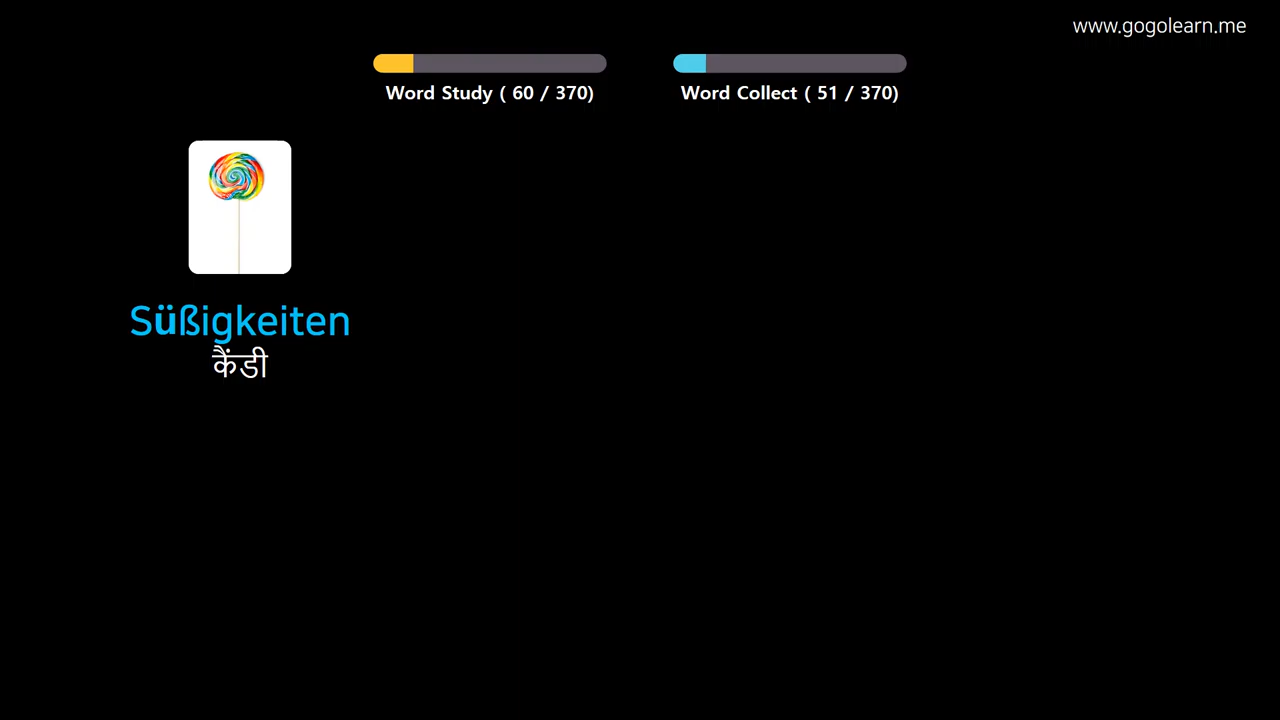 www.gogolearn.me
Word Study ( 60 / 370)
Word Collect ( 51 / 370)
Süßigkeiten
कैंडी